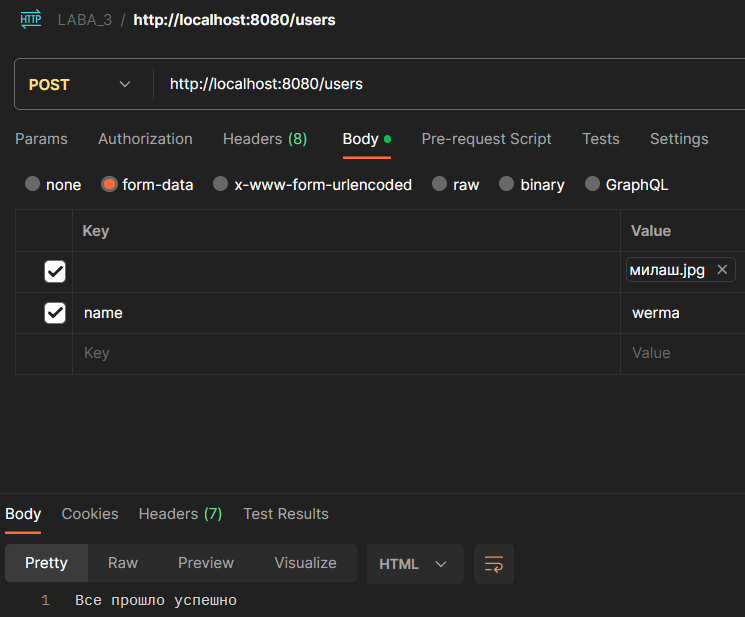 HTTP LABA_3 / http://localhost:8080/users
POST http://localhost:8080/users
Params Authorization Headers (8) Body Pre-request Script Tests Settings
none form-data x-www-form-urlencoded raw binary GraphQL
Key Value
милаш.jpg
name werma
Key Value
Body Cookies Headers (7) Test Results
Pretty Raw Preview Visualize HTML
1 Все прошло успешно